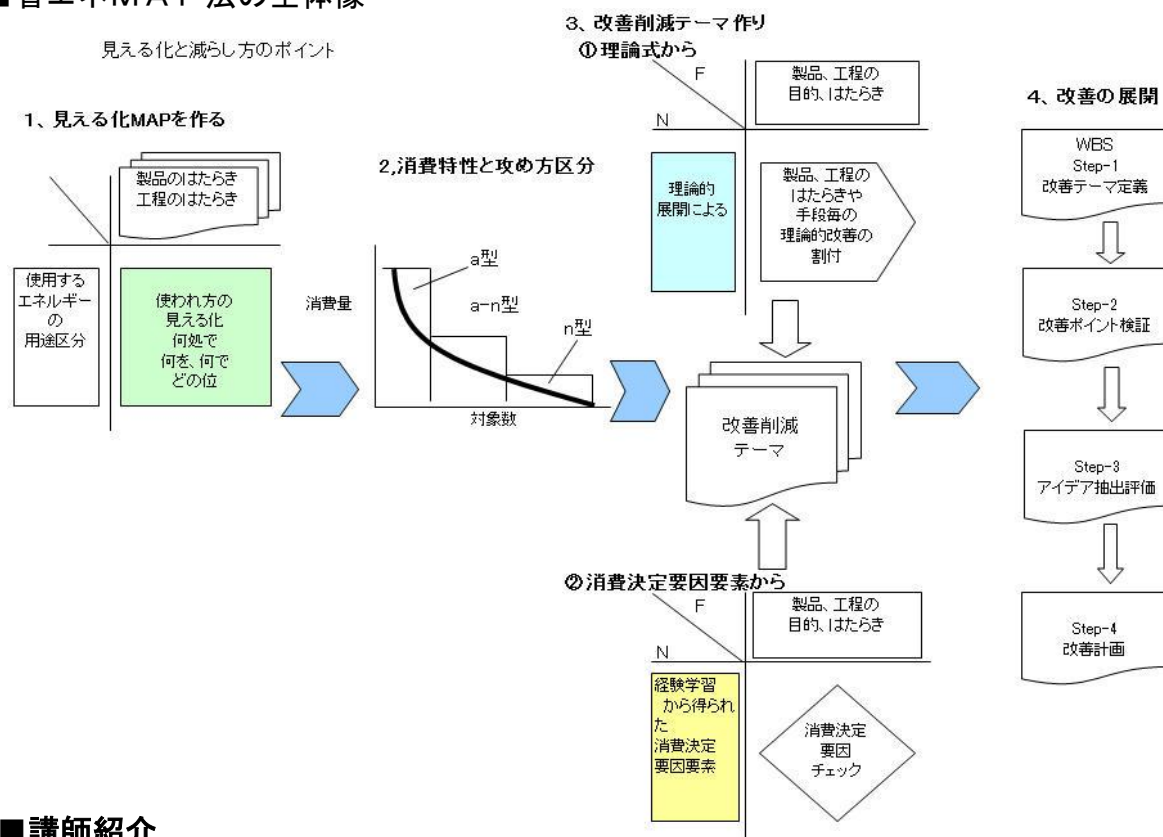 ■省エネMAP法の全体像
見える化と減らし方のポイント
1、見える化MAPを作る
製品のはたらき
工程のはたらき
使用する
エネルギー
の
用途区分
使われ方の
見える化
何処で
何を、何で
どの位
2,消費特性と攻め方区分
消費量
a型
a-n型
n型
対象数
3、改善削減テーマ作り
①理論式から
F
N
製品、工程の
目的、はたらき
理論的
展開による
製品、工程の
はたらきや
手段毎の
理論的改善の
割付
改善削減
テーマ
②消費決定要因要素から
F
N
製品、工程の
目的、はたらき
経験学習
から得られ
た
消費決定
要因要素
消費決定
要因
チェック
4、改善の展開
WBS
Step-1
改善テーマ定義
Step-2
改善ポイント検証
Step-3
アイデア抽出評価
Step-4
改善計画
■講師紹介